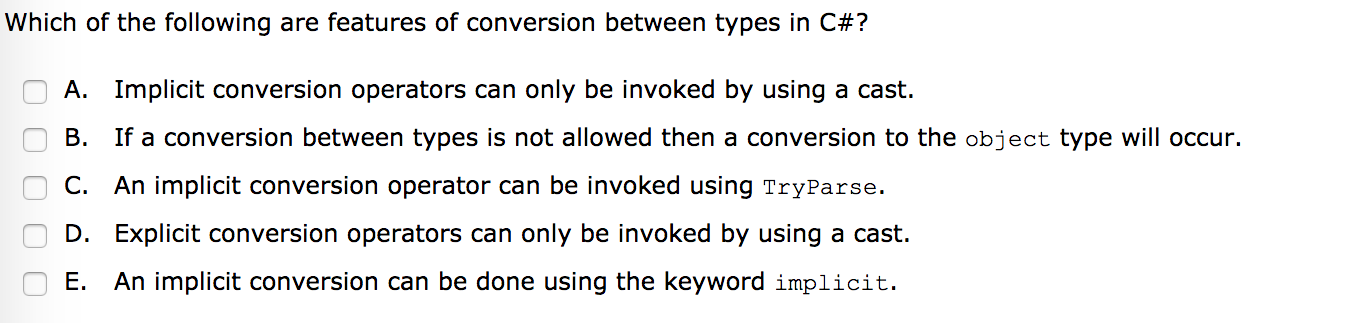 Which of the following are features of conversion between types in C#?
A. Implicit conversion operators can only be invoked by using a cast.
B. If a conversion between types is not allowed then a conversion to the object type will occur.
C. An implicit conversion operator can be invoked using TryParse.
D. Explicit conversion operators can only be invoked by using a cast.
E. An implicit conversion can be done using the keyword implicit.